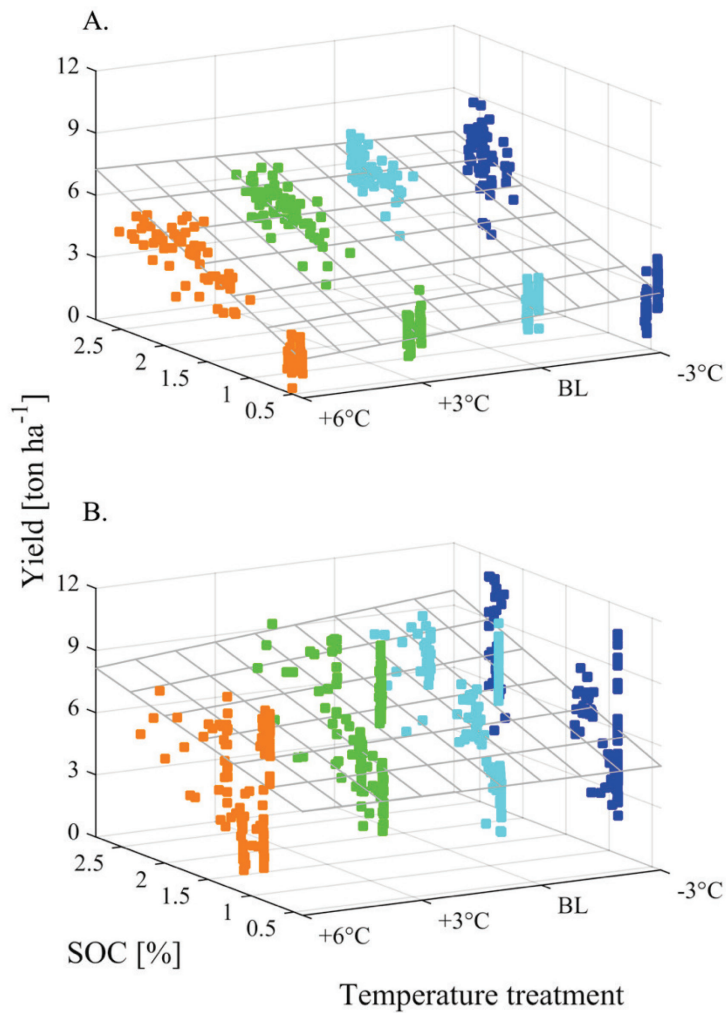 A.
12
9
6
3
0
2.5
2
1.5
1
0.5
+6°C
+3°C
BL
-3°C
Yield [ton ha⁻¹]
B.
12
9
6
3
0
2.5
2
1.5
1
0.5
+6°C
+3°C
BL
-3°C
SOC [%]
Temperature treatment